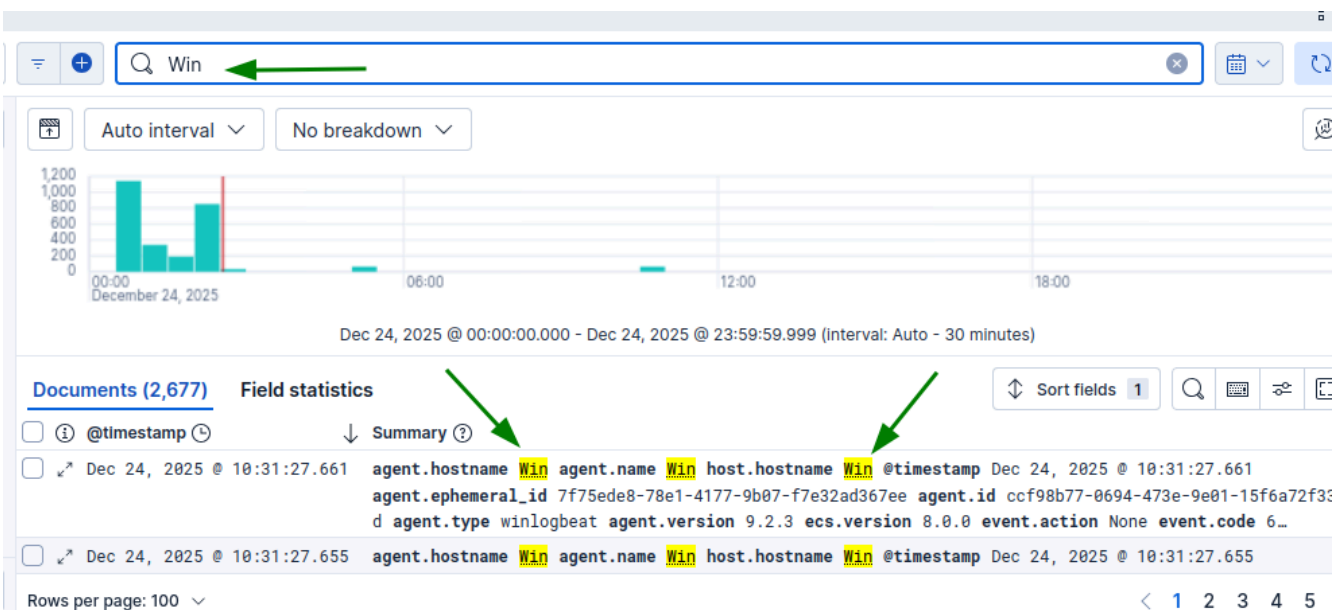 Win
Auto interval No breakdown
1,200
1,000
800
600
400
200
0
00:00 06:00 12:00 18:00
December 24, 2025
Dec 24, 2025 @ 00:00:00.000 - Dec 24, 2025 @ 23:59:59.999 (interval: Auto - 30 minutes)
Documents (2,677) Field statistics Sort fields 1
@timestamp Summary
Dec 24, 2025 @ 10:31:27.661 agent.hostname Win agent.name Win host.hostname Win @timestamp Dec 24, 2025 @ 10:31:27.661
agent.ephemeral_id 7f75ede8-78e1-4177-9b07-f7e32ad367ee agent.id ccf98b77-0694-473e-9e01-15f6a72f33
d agent.type winlogbeat agent.version 9.2.3 ecs.version 8.0.0 event.action None event.code 6…
Dec 24, 2025 @ 10:31:27.655 agent.hostname Win agent.name Win host.hostname Win @timestamp Dec 24, 2025 @ 10:31:27.655
Rows per page: 100 1 2 3 4 5